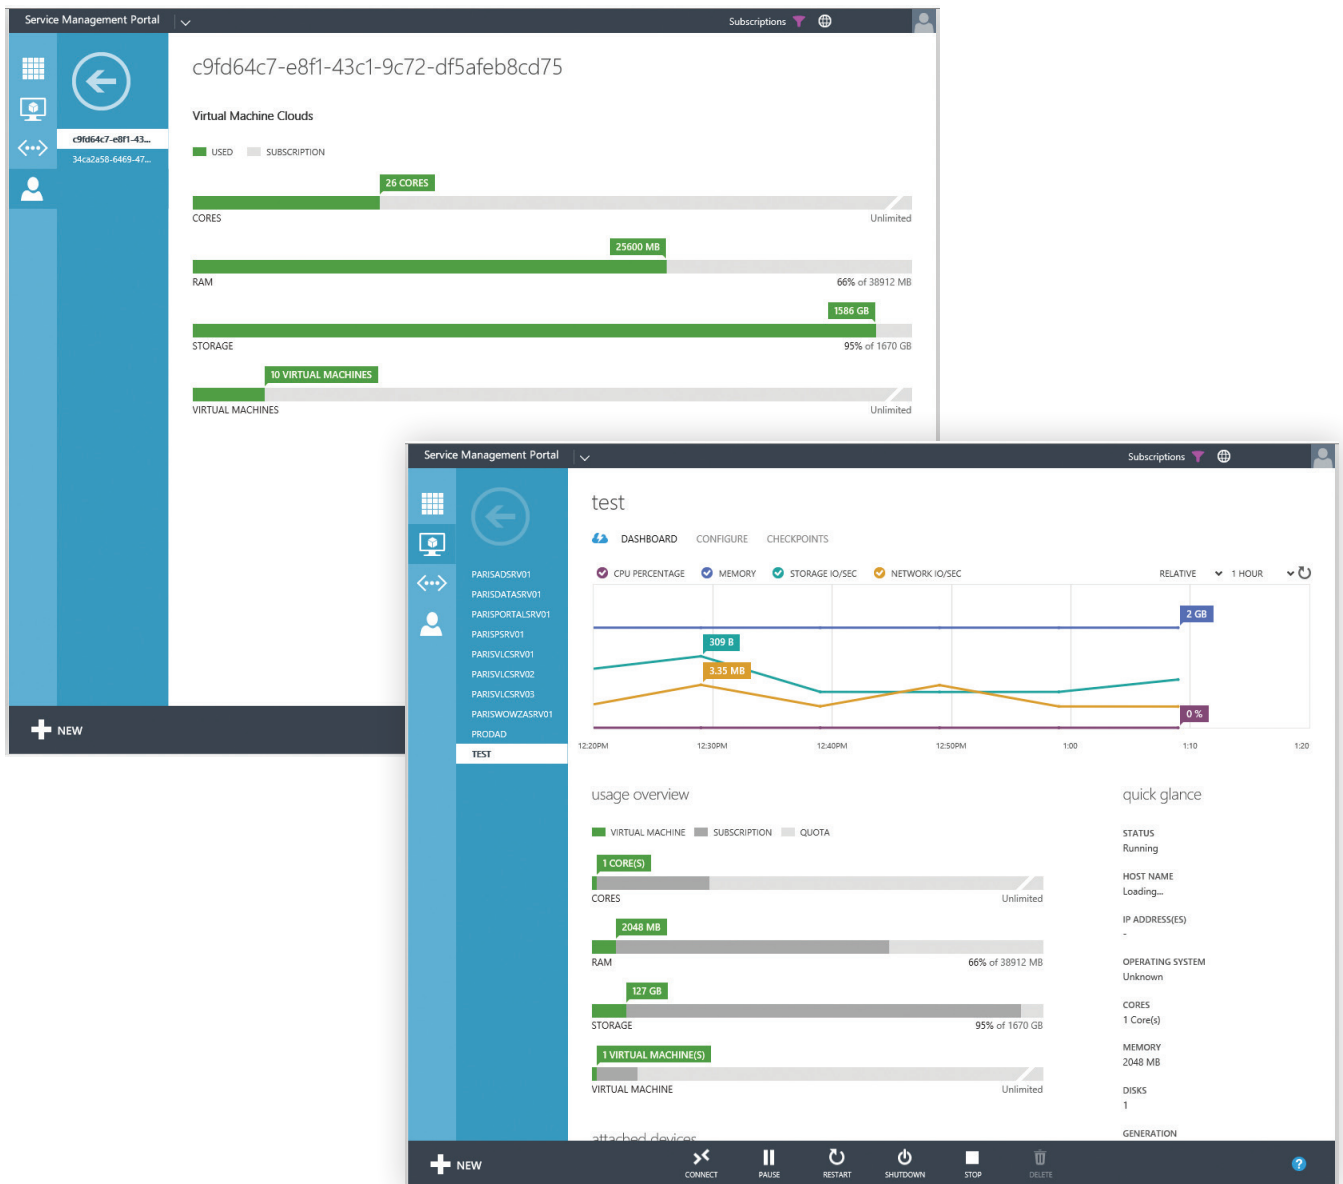 Service Management Portal
Subscriptions
c9fd64c7-e8f1-43c1-9c72-df5afeb8cd75
c9fd64c7-e8f1-43...
34ca2a58-6469-47...
Virtual Machine Clouds
USED SUBSCRIPTION
26 CORES
CORES Unlimited
25600 MB
RAM 66% of 38912 MB
1586 GB
STORAGE 95% of 1670 GB
10 VIRTUAL MACHINES
VIRTUAL MACHINES Unlimited
NEW
Service Management Portal
Subscriptions
PARISADSRV01
PARISDATASRV01
PARISPORTALSRV01
PARISPSRV01
PARISVLCSRV01
PARISVLCSRV02
PARISVLCSRV03
PARISWOWZASRV01
PRODAD
TEST
test
DASHBOARD CONFIGURE CHECKPOINTS
CPU PERCENTAGE MEMORY STORAGE IO/SEC NETWORK IO/SEC RELATIVE 1 HOUR
2 GB
309 B
3.35 MB
0 %
12:20PM 12:30PM 12:40PM 12:50PM 1:00 1:10 1:20
usage overview
VIRTUAL MACHINE SUBSCRIPTION QUOTA
1 CORE(S)
CORES Unlimited
2048 MB
RAM 66% of 38912 MB
127 GB
STORAGE 95% of 1670 GB
1 VIRTUAL MACHINE(S)
VIRTUAL MACHINE Unlimited
attached devices
quick glance
STATUS
Running
HOST NAME
Loading...
IP ADDRESS(ES)
-
OPERATING SYSTEM
Unknown
CORES
1 Core(s)
MEMORY
2048 MB
DISKS
1
GENERATION
NEW
CONNECT PAUSE RESTART SHUTDOWN STOP DELETE
?